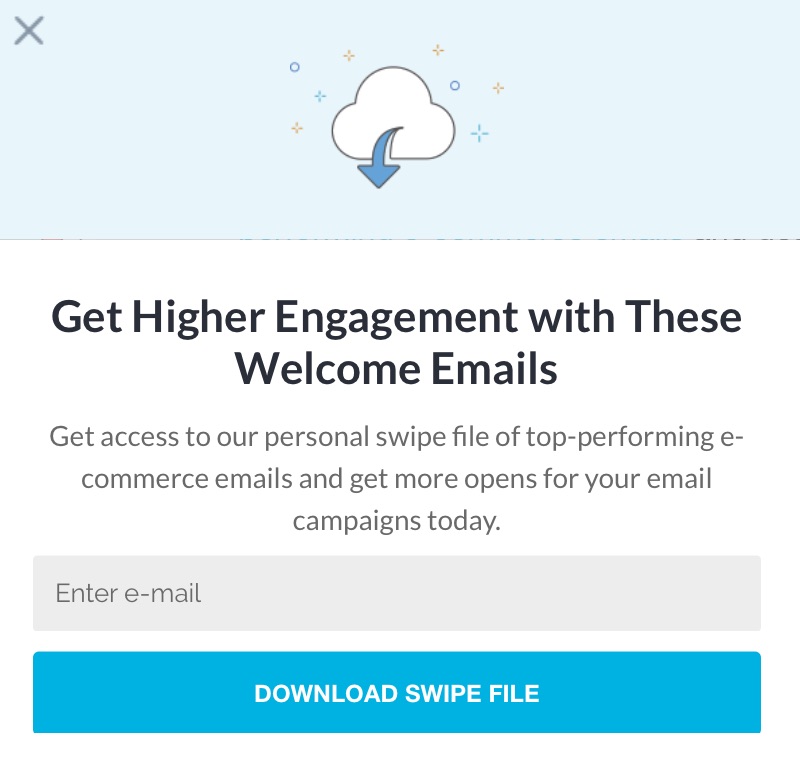 Get Higher Engagement with These
Welcome Emails
Get access to our personal swipe file of top-performing e-
commerce emails and get more opens for your email
campaigns today.
Enter e-mail
DOWNLOAD SWIPE FILE